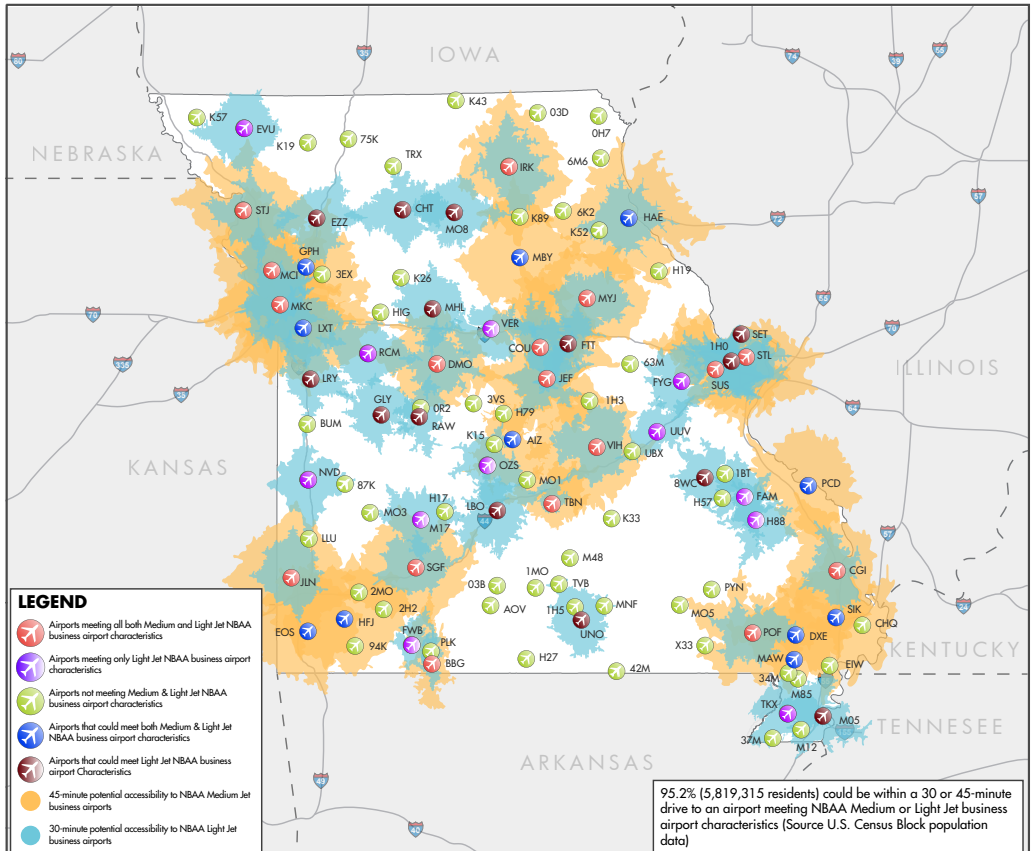 IOWA
K43
03D
0H7
K57
EVU
K19
75K
TRX
IRK
6M6
NEBRASKA
STJ
EZZ
CHT
MO8
K89
6K2
K52
HAE
72
GPH
MBY
MCI
3EX
K26
H19
MKC
HIG
MHL
MYJ
LXT
VER
70
55
RCM
COU
FTT
1H0
SET
STL
DMO
JEF
63M
FYG
SUS
ILLINOIS
LRY
GLY
0R2
RAW
3VS
H79
1H3
64
BUM
K15
AIZ
UUV
KANSAS
OZS
VIH
UBX
NVD
87K
MO1
8WC
1BT
FAM
PCD
MO3
H17
M17
LBO
44
TBN
K33
H57
H88
57
LLU
SGF
M48
CGI
JLN
2MO
03B
1MO
TVB
PYN
24
2H2
AOV
1H5
MNF
MO5
SIK
CHQ
EOS
HFJ
FWB
PLK
UNO
POF
DXE
94K
BBG
H27
X33
MAW
EIW
KENTUCKY
42M
34M
M85
TKX
M05
TENNESEE
37M
M12
ARKANSAS
40
LEGEND
Airports meeting all both Medium and Light Jet NBAA
business airport characteristics
Airports meeting only Light Jet NBAA business airport
characteristics
Airports not meeting Medium & Light Jet NBAA
business airport characteristics
Airports that could meet both Medium & Light Jet
NBAA business airport characteristics
Airports that could meet Light Jet NBAA business
airport Characteristics
45-minute potential accessibility to NBAA Medium Jet
business airports
30-minute potential accessibility to NBAA Light Jet
business airports
95.2% (5,819,315 residents) could be within a 30 or 45-minute
drive to an airport meeting NBAA Medium or Light Jet business
airport characteristics (Source U.S. Census Block population
data)